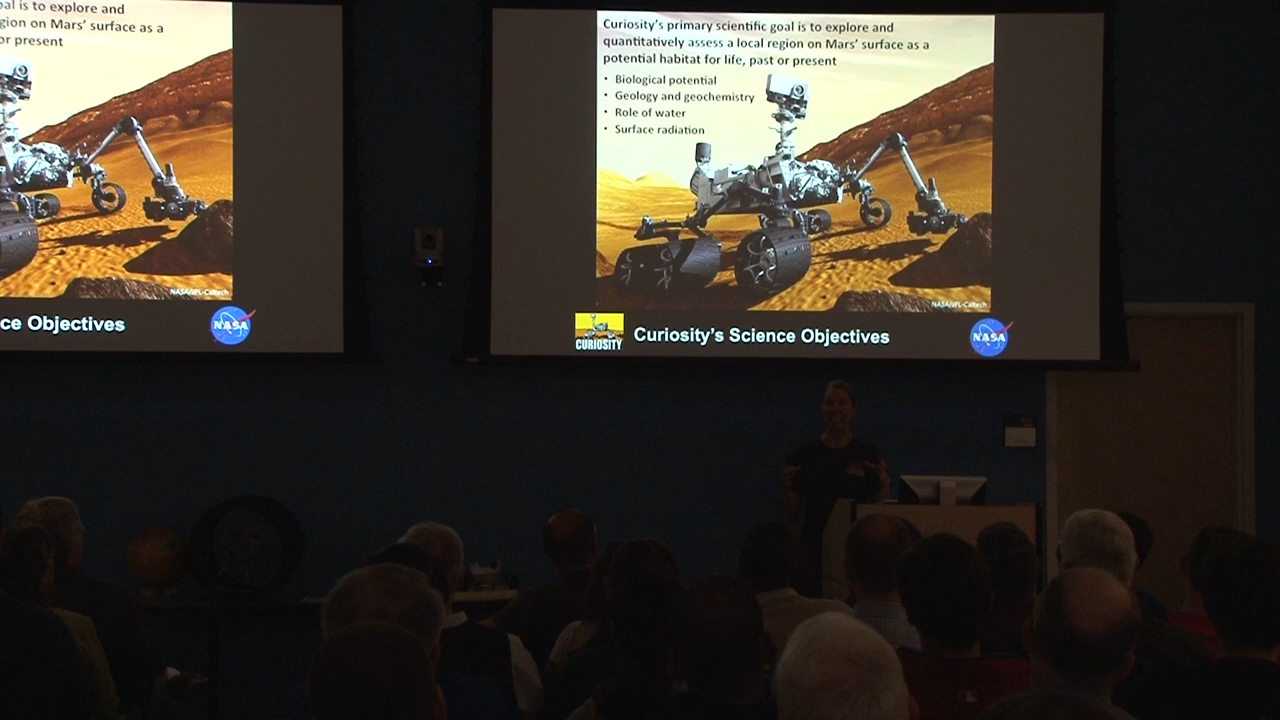 al is to explore and
gion on Mars' surface as a
or present
NASA/JPL-Caltech
ce Objectives
NASA
Curiosity's primary scientific goal is to explore and
quantitatively assess a local region on Mars' surface as a
potential habitat for life, past or present
• Biological potential
• Geology and geochemistry
• Role of water
• Surface radiation
NASA/JPL-Caltech
CURIOSITY
Curiosity's Science Objectives
NASA